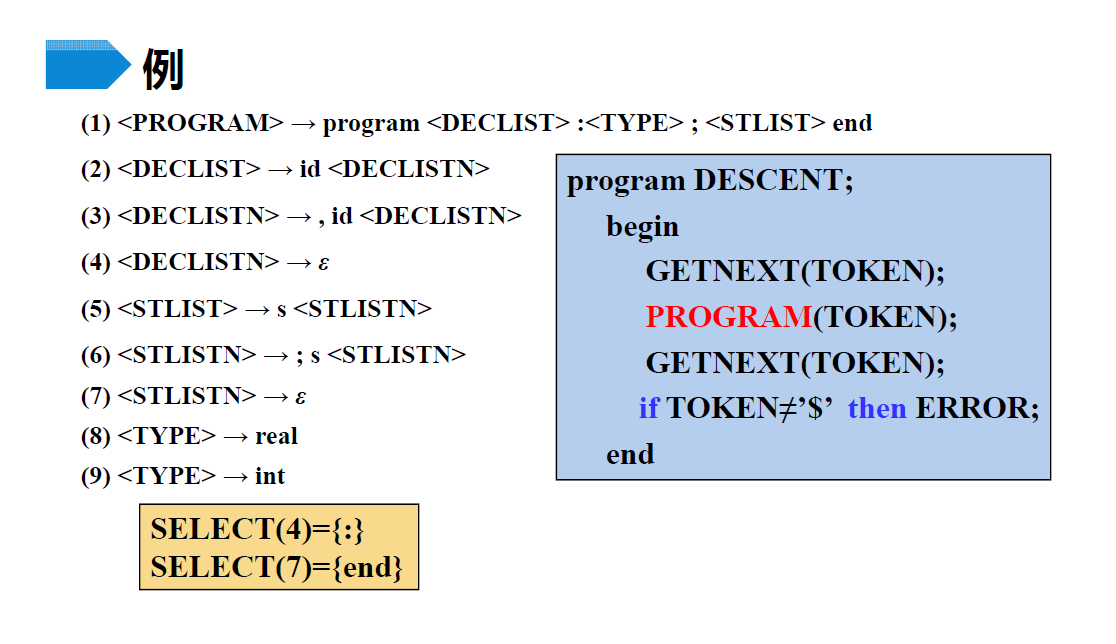 例
(1) <PROGRAM> → program <DECLIST> :<TYPE> ; <STLIST> end
(2) <DECLIST> → id <DECLISTN>
(3) <DECLISTN> → , id <DECLISTN>
(4) <DECLISTN> → ε
(5) <STLIST> → s <STLISTN>
(6) <STLISTN> → ; s <STLISTN>
(7) <STLISTN> → ε
(8) <TYPE> → real
(9) <TYPE> → int
SELECT(4)={:}
SELECT(7)={end}
program DESCENT;
begin
GETNEXT(TOKEN);
PROGRAM(TOKEN);
GETNEXT(TOKEN);
if TOKEN≠’$’ then ERROR;
end